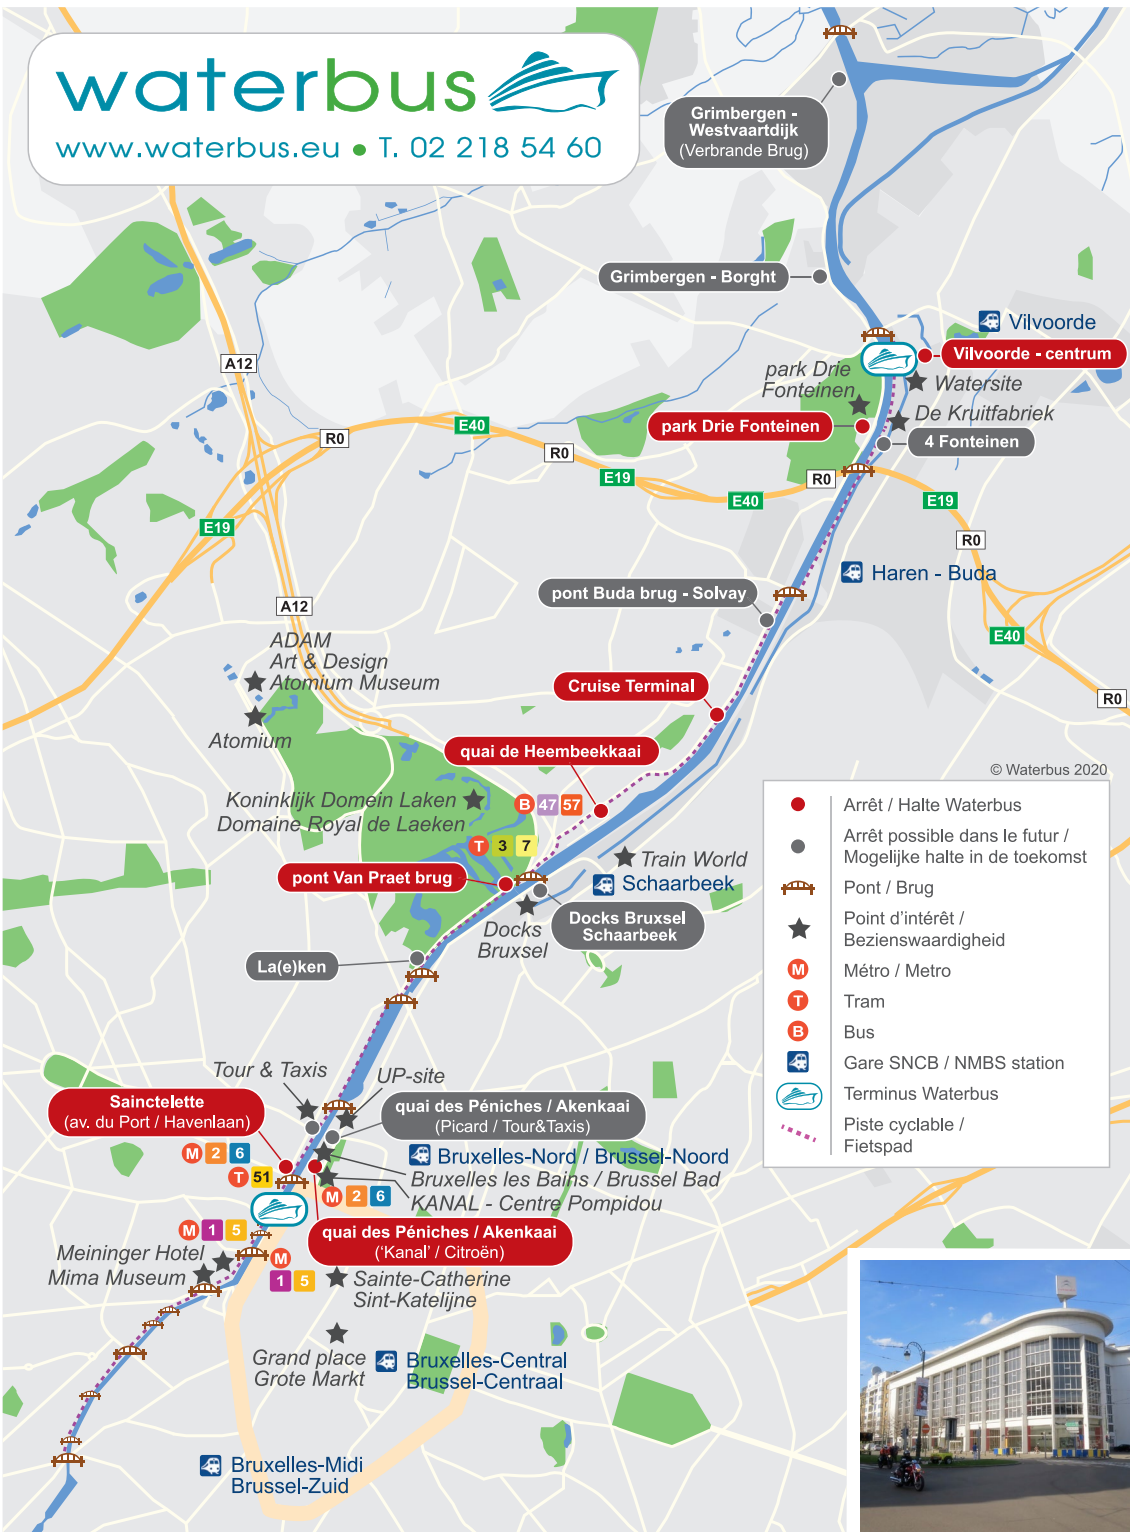 waterbus
www.waterbus.eu • T. 02 218 54 60
Grimbergen -
Westvaartdijk
(Verbrande Brug)
Grimbergen - Borght
Vilvoorde
Vilvoorde - centrum
A12
park Drie
Fonteinen
Watersite
De Kruitfabriek
park Drie Fonteinen
4 Fonteinen
E40
R0
R0
E19
R0
E40
E19
E19
R0
Haren - Buda
pont Buda brug - Solvay
A12
E40
ADAM
Art & Design
Atomium Museum
Cruise Terminal
R0
Atomium
quai de Heembeekkaai
© Waterbus 2020
Koninklijk Domein Laken
Domaine Royal de Laeken
B 47 57
T 3 7
Train World
Schaarbeek
pont Van Praet brug
Docks Bruxsel
Schaarbeek
Docks
Bruxsel
La(e)ken
Arrêt / Halte Waterbus
Arrêt possible dans le futur /
Mogelijke halte in de toekomst
Pont / Brug
Point d'intérêt /
Bezienswaardigheid
M Métro / Metro
T Tram
B Bus
Gare SNCB / NMBS station
Terminus Waterbus
Piste cyclable /
Fietspad
Tour & Taxis
UP-site
Sainctelette
(av. du Port / Havenlaan)
quai des Péniches / Akenkaai
(Picard / Tour&Taxis)
M 2 6
T 51
Bruxelles-Nord / Brussel-Noord
Bruxelles les Bains / Brussel Bad
KANAL - Centre Pompidou
M 2 6
quai des Péniches / Akenkaai
('Kanal' / Citroën)
M 1 5
Meininger Hotel
Mima Museum
M
1 5
Sainte-Catherine
Sint-Katelijne
Grand place
Grote Markt
Bruxelles-Central
Brussel-Centraal
Bruxelles-Midi
Brussel-Zuid